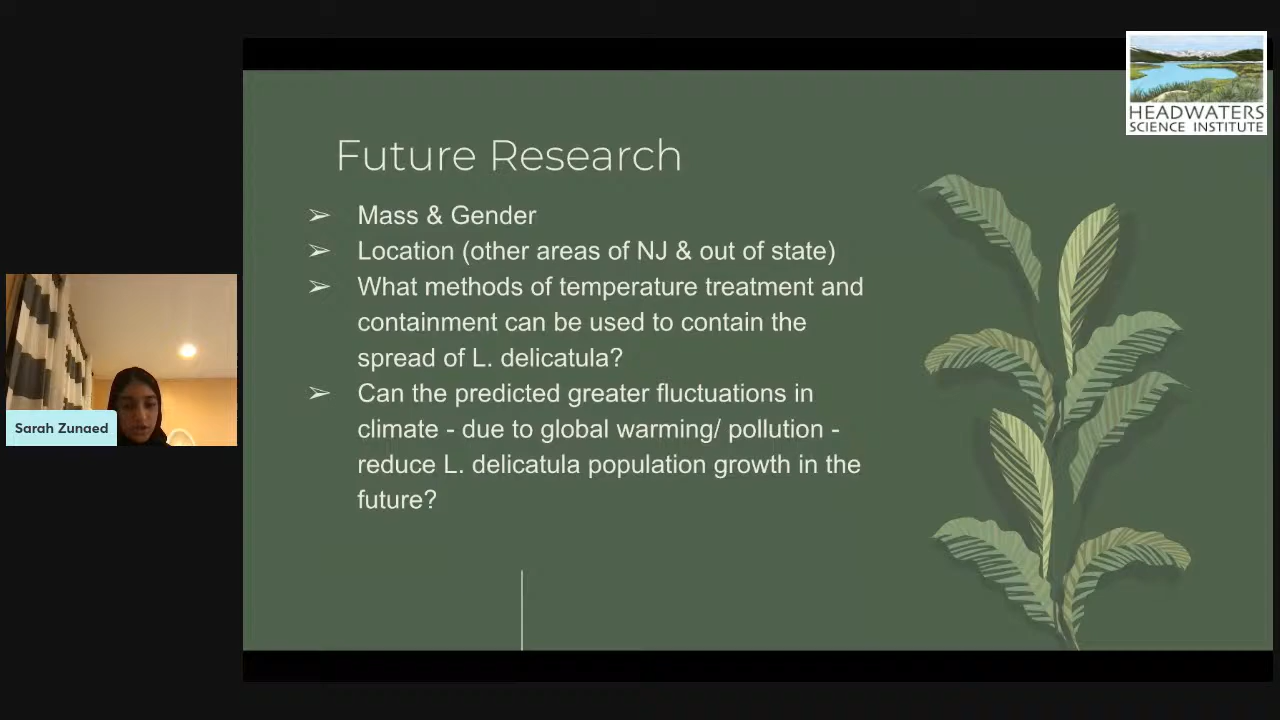 HEADWATERS
SCIENCE INSTITUTE
Future Research
➢ Mass & Gender
➢ Location (other areas of NJ & out of state)
➢ What methods of temperature treatment and
containment can be used to contain the
spread of L. delicatula?
➢ Can the predicted greater fluctuations in
climate - due to global warming/ pollution -
reduce L. delicatula population growth in the
future?
Sarah Zunaed